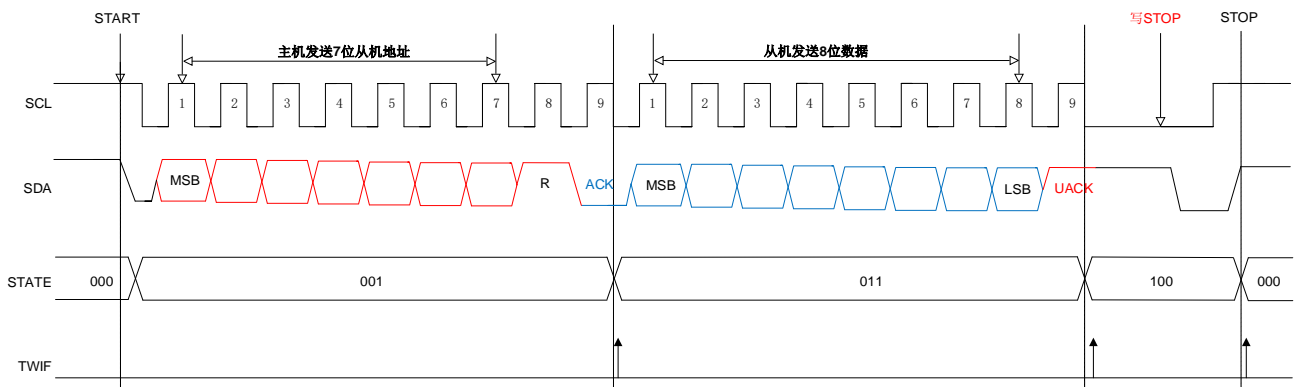 START 写STOP STOP
主机发送7位从机地址 从机发送8位数据
SCL 1 2 3 4 5 6 7 8 9 1 2 3 4 5 6 7 8 9
SDA MSB R ACK MSB LSB UACK
STATE 000 001 011 100 000
TWIF